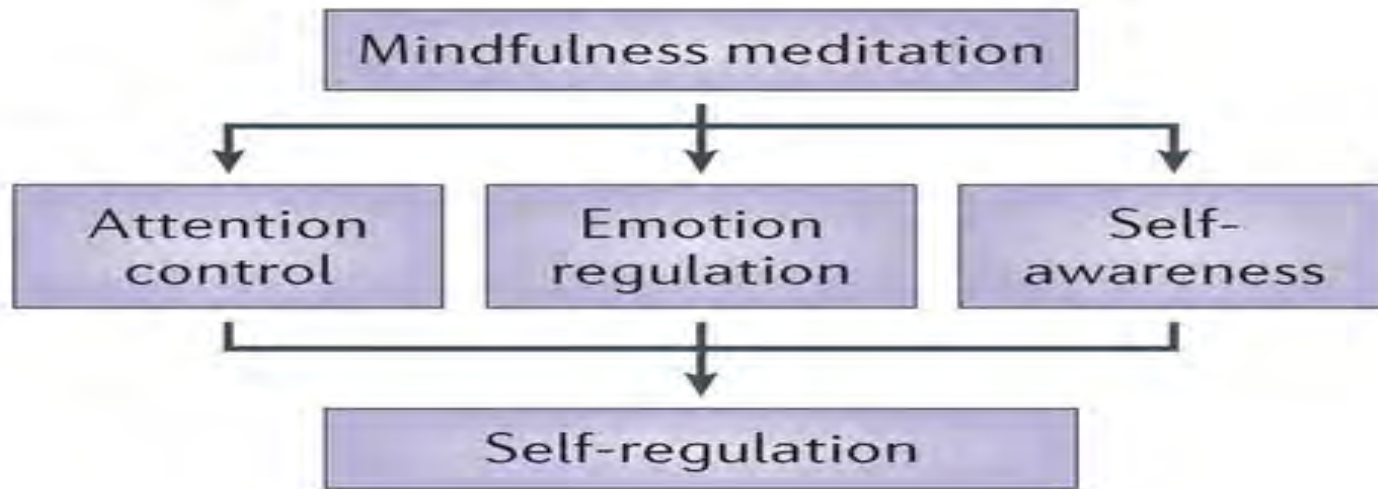 Mindfulness meditation
Attention
control
Emotion
regulation
Self-
awareness
Self-regulation